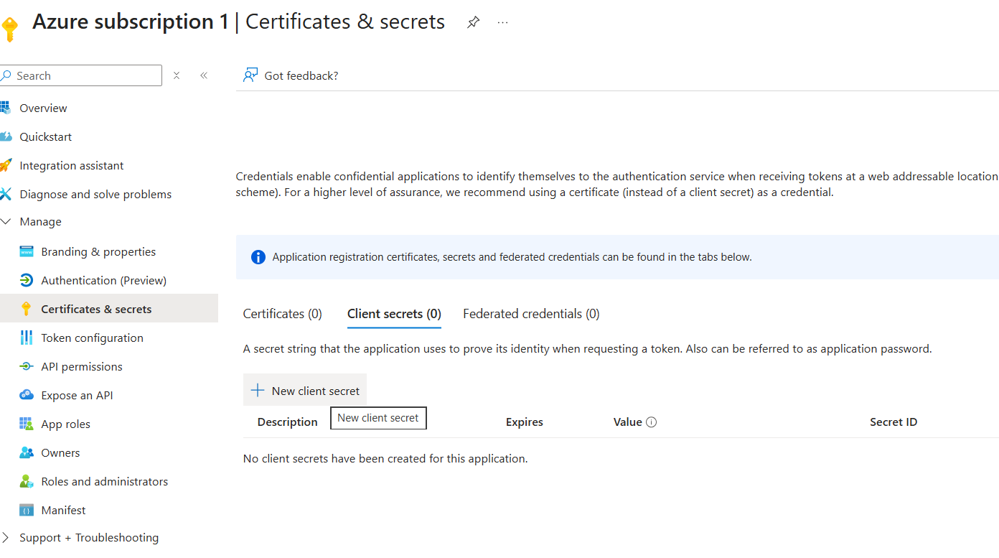 Azure subscription 1 | Certificates & secrets
Search
Got feedback?
Overview
Quickstart
Integration assistant
Diagnose and solve problems
Manage
Branding & properties
Authentication (Preview)
Certificates & secrets
Token configuration
API permissions
Expose an API
App roles
Owners
Roles and administrators
Manifest
Support + Troubleshooting
Credentials enable confidential applications to identify themselves to the authentication service when receiving tokens at a web addressable location
scheme). For a higher level of assurance, we recommend using a certificate (instead of a client secret) as a credential.
Application registration certificates, secrets and federated credentials can be found in the tabs below.
Certificates (0) Client secrets (0) Federated credentials (0)
A secret string that the application uses to prove its identity when requesting a token. Also can be referred to as application password.
New client secret
New client secret
Description Expires Value Secret ID
No client secrets have been created for this application.